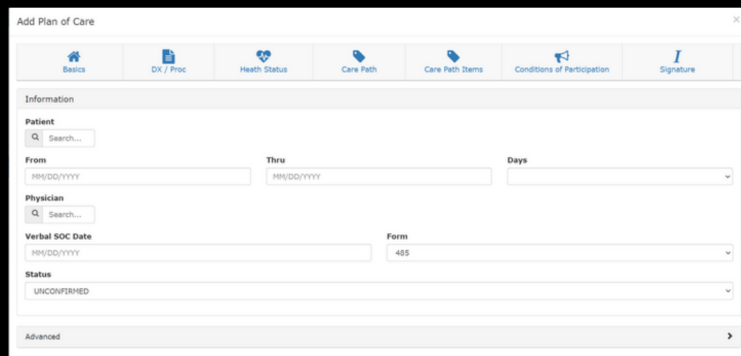 Add Plan of Care ×
Basics DX / Proc Heath Status Care Path Care Path Items Conditions of Participation Signature
Information
Patient
Search...
From Thru Days
MM/DD/YYYY MM/DD/YYYY
Physician
Search...
Verbal SOC Date Form
MM/DD/YYYY 485
Status
UNCONFIRMED
Advanced